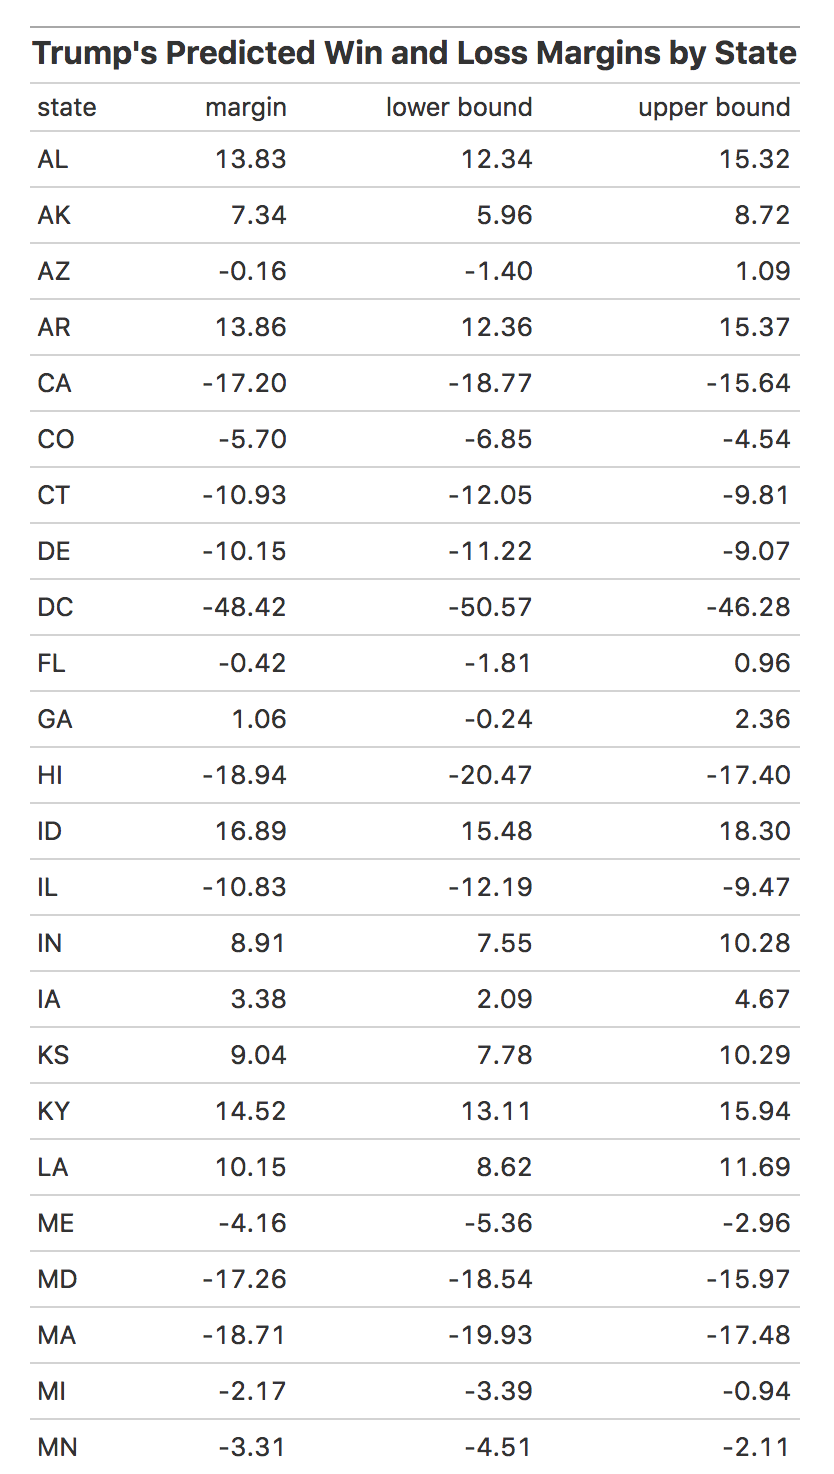 Trump's Predicted Win and Loss Margins by State
state margin lower bound upper bound
AL 13.83 12.34 15.32
AK 7.34 5.96 8.72
AZ -0.16 -1.40 1.09
AR 13.86 12.36 15.37
CA -17.20 -18.77 -15.64
CO -5.70 -6.85 -4.54
CT -10.93 -12.05 -9.81
DE -10.15 -11.22 -9.07
DC -48.42 -50.57 -46.28
FL -0.42 -1.81 0.96
GA 1.06 -0.24 2.36
HI -18.94 -20.47 -17.40
ID 16.89 15.48 18.30
IL -10.83 -12.19 -9.47
IN 8.91 7.55 10.28
IA 3.38 2.09 4.67
KS 9.04 7.78 10.29
KY 14.52 13.11 15.94
LA 10.15 8.62 11.69
ME -4.16 -5.36 -2.96
MD -17.26 -18.54 -15.97
MA -18.71 -19.93 -17.48
MI -2.17 -3.39 -0.94
MN -3.31 -4.51 -2.11